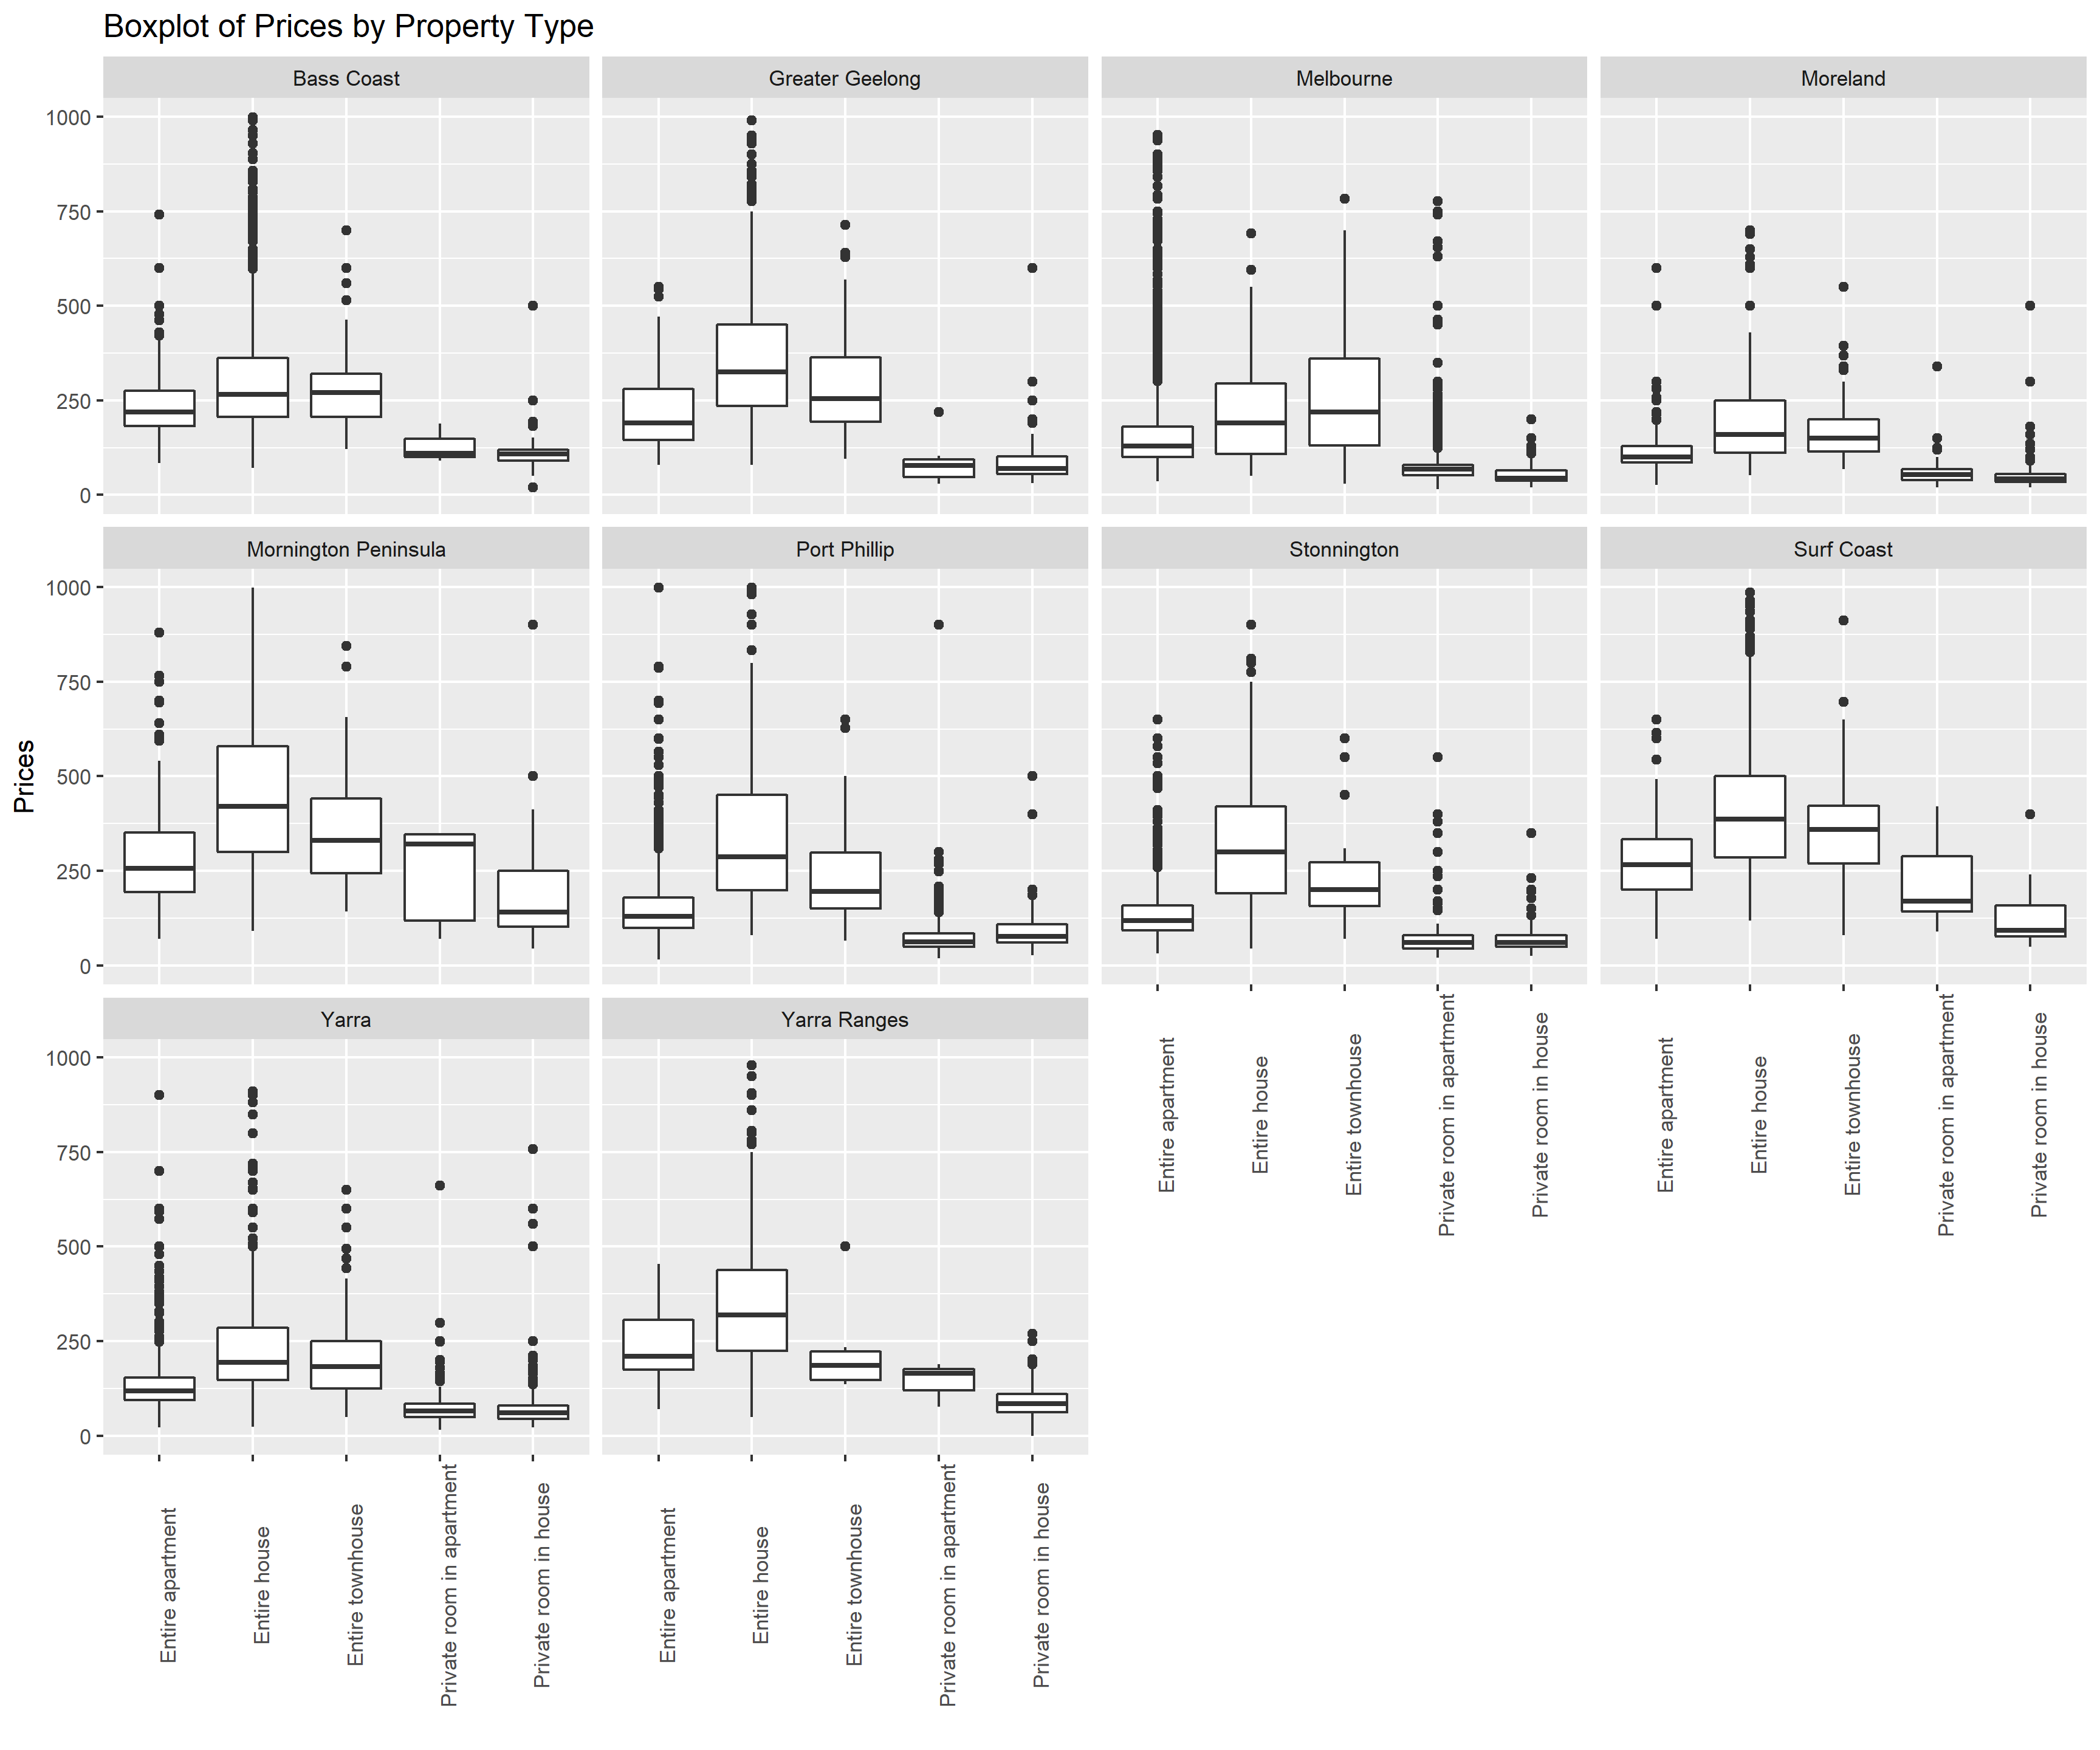 Boxplot of Prices by Property Type
Bass Coast
Greater Geelong
Melbourne
Moreland
1000
750
500
250
0
Mornington Peninsula
Port Phillip
Stonnington
Surf Coast
1000
750
500
250
0
Prices
Entire apartment
Entire house
Entire townhouse
Private room in apartment
Private room in house
Entire apartment
Entire house
Entire townhouse
Private room in apartment
Private room in house
Yarra
Yarra Ranges
1000
750
500
250
0
Entire apartment
Entire house
Entire townhouse
Private room in apartment
Private room in house
Entire apartment
Entire house
Entire townhouse
Private room in apartment
Private room in house